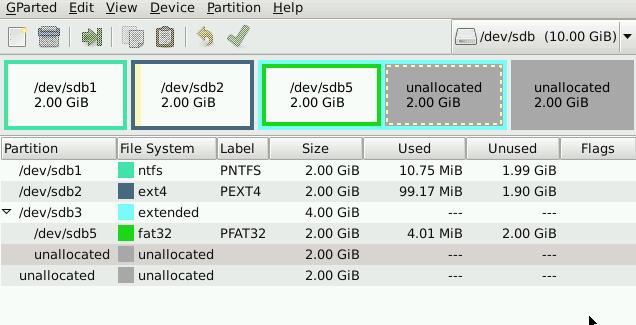 GParted Edit View Device Partition Help
/dev/sdb (10.00 GiB)
/dev/sdb1 /dev/sdb2 /dev/sdb5 unallocated unallocated
2.00 GiB 2.00 GiB 2.00 GiB 2.00 GiB 2.00 GiB
Partition File System Label Size Used Unused Flags
/dev/sdb1 ntfs PNTFS 2.00 GiB 10.75 MiB 1.99 GiB
/dev/sdb2 ext4 PEXT4 2.00 GiB 99.17 MiB 1.90 GiB
/dev/sdb3 extended 4.00 GiB --- ---
/dev/sdb5 fat32 PFAT32 2.00 GiB 4.01 MiB 2.00 GiB
unallocated unallocated 2.00 GiB --- ---
unallocated unallocated 2.00 GiB --- ---